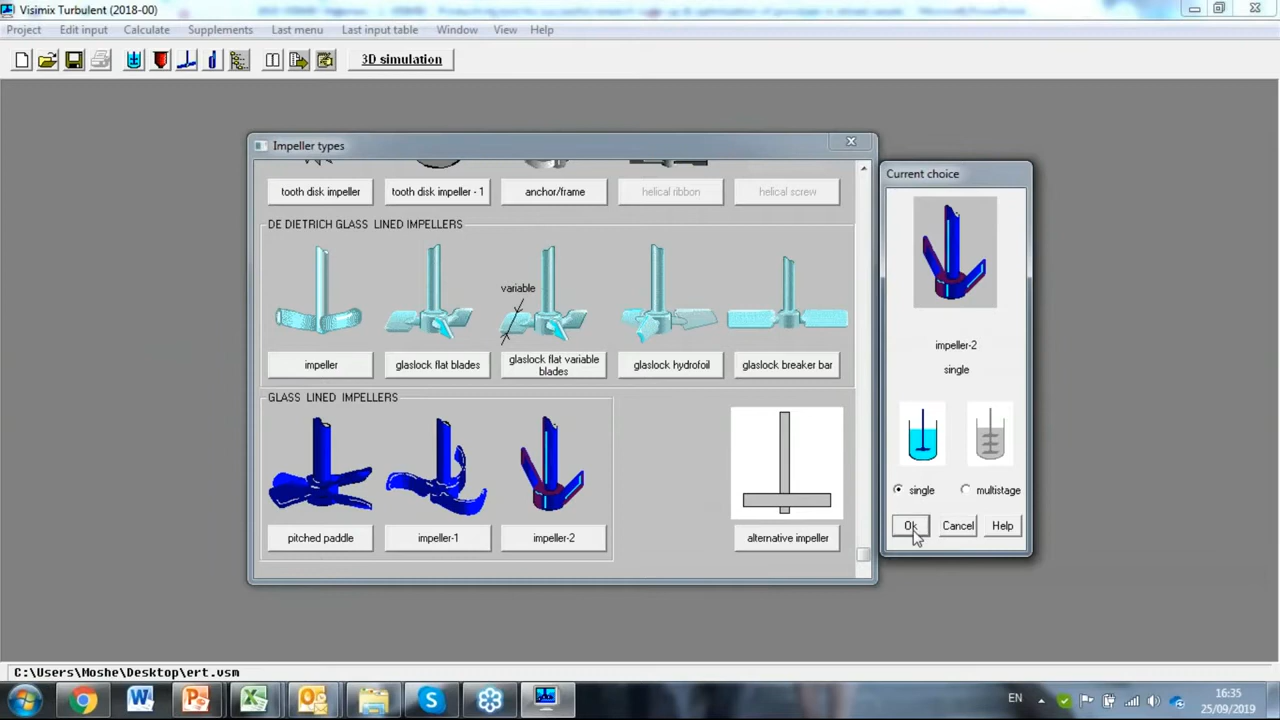 Visimix Turbulent (2018-00)
Project Edit input Calculate Supplements Last menu Last input table Window View Help
3D simulation
Impeller types
Current choice
tooth disk impeller tooth disk impeller - 1 anchor/frame helical ribbon helical screw
DE DIETRICH GLASS LINED IMPELLERS
variable
impeller glaslock flat blades glaslock flat variable blades glaslock hydrofoil glaslock breaker bar
impeller-2
single
GLASS LINED IMPELLERS
single multistage
Ok Cancel Help
pitched paddle impeller-1 impeller-2 alternative impeller
C:\Users\Moshe\Desktop\ert.vsm
EN
16:35
25/09/2019